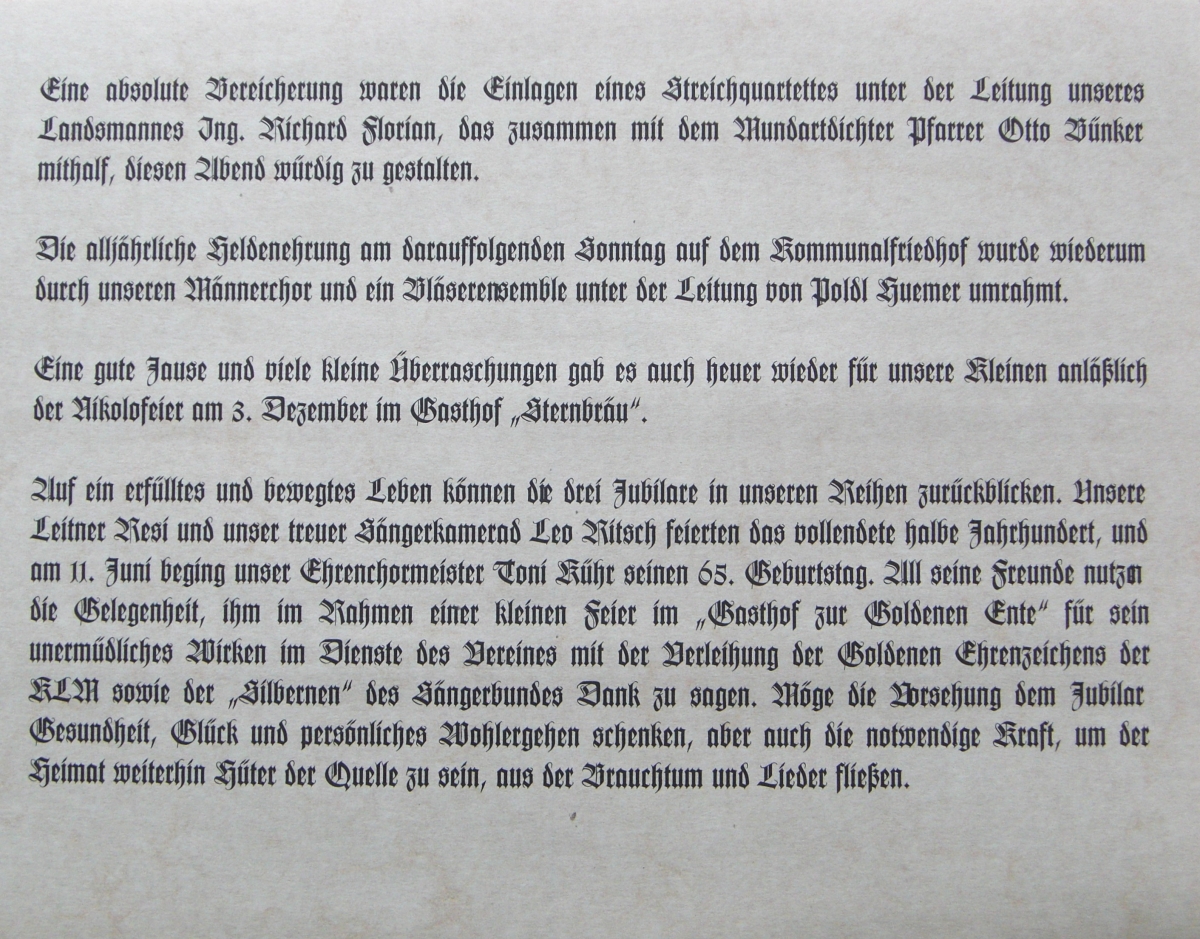 Eine absolute Bereicherung waren die Einlagen eines Streichquartettes unter der Leitung unseres
Landsmannes Ing. Richard Florian, das zusammen mit dem Mundartdichter Pfarrer Otto Bünker
mithalf, diesen Abend würdig zu gestalten.
Die alljährliche Heldenehrung am darauffolgenden Sonntag auf dem Kommunalfriedhof wurde wiederum
durch unseren Männerchor und ein Bläserensemble unter der Leitung von Poldl Huemer umrahmt.
Eine gute Jause und viele kleine Überraschungen gab es auch heuer wieder für unsere Kleinen anläßlich
der Nikolofeier am 3. Dezember im Gasthof „Sternbräu“.
Auf ein erfülltes und bewegtes Leben können die drei Jubilare in unseren Reihen zurückblicken. Unsere
Leitner Resi und unser treuer Sängerkamerad Leo Nitsch feierten das vollendete halbe Jahrhundert, und
am 11. Juni beging unser Ehrenchormeister Toni Kühr seinen 65. Geburtstag. All seine Freunde
die Gelegenheit, ihm im Rahmen einer kleinen Feier im „Gasthof zur Goldenen Ente“ für sein
unermüdliches Wirken im Dienste des Vereines mit der Verleihung der Goldenen Ehrenzeichens der
KLM sowie der „Silbernen“ des Sängerbundes Dank zu sagen. Möge die Vorsehung dem Jubilar
Gesundheit, Glück und persönliches Wohlergehen schenken, aber auch die notwendige Kraft, um der
Heimat weiterhin Hüter der Quelle zu sein, aus der Brauchtum und Lieder fließen.